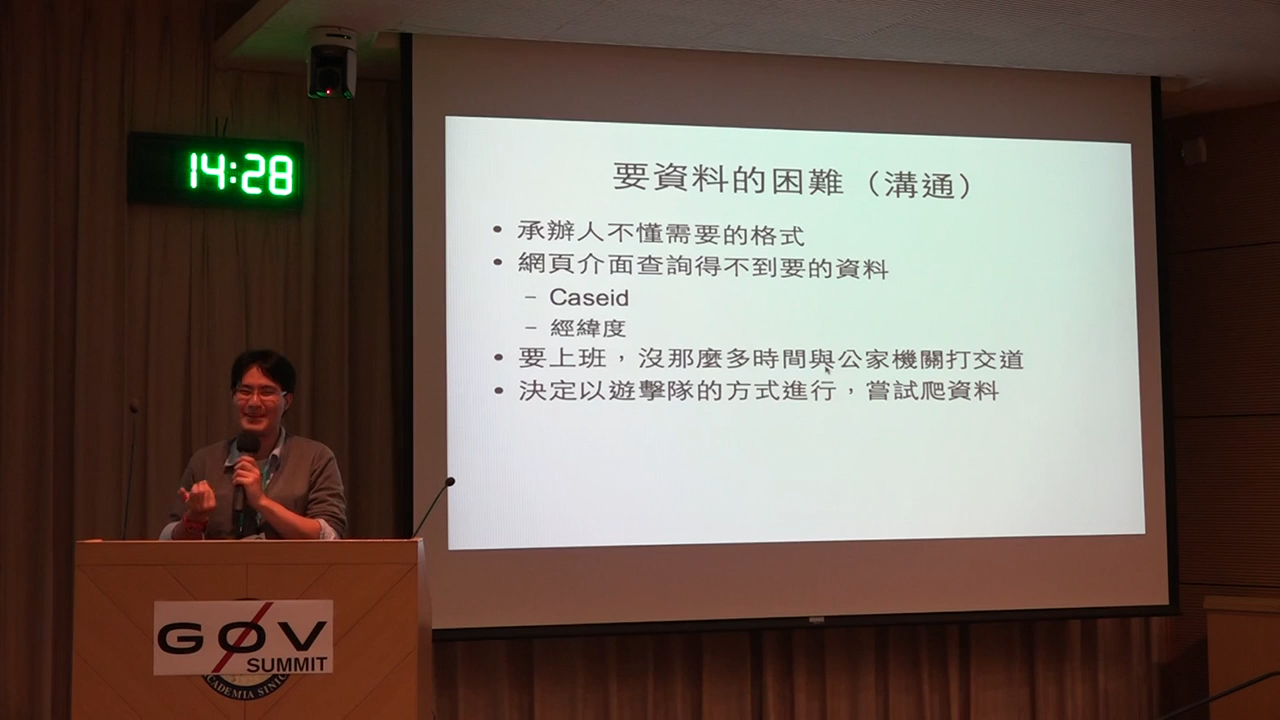 14:28
要資料的困難（溝通）
• 承辦人不懂需要的格式
• 網頁介面查詢得不到要的資料
– Caseid
– 經緯度
• 要上班，沒那麼多時間與公家機關打交道
• 決定以遊擊隊的方式進行，嘗試爬資料
GØV
SUMMIT
ACADEMIA SINIC